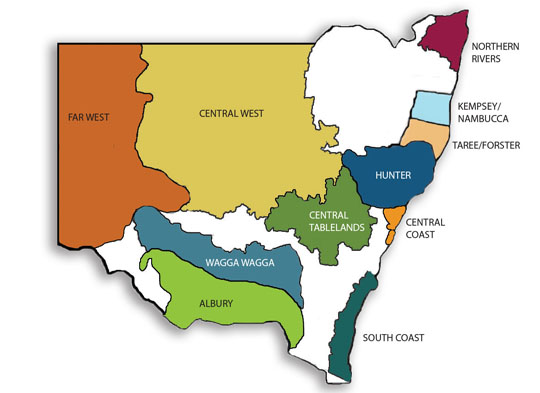 NORTHERN
RIVERS
KEMPSEY/
NAMBUCCA
TAREE/FORSTER
FAR WEST
CENTRAL WEST
HUNTER
CENTRAL
TABLELANDS
CENTRAL
COAST
WAGGA WAGGA
ALBURY
SOUTH COAST